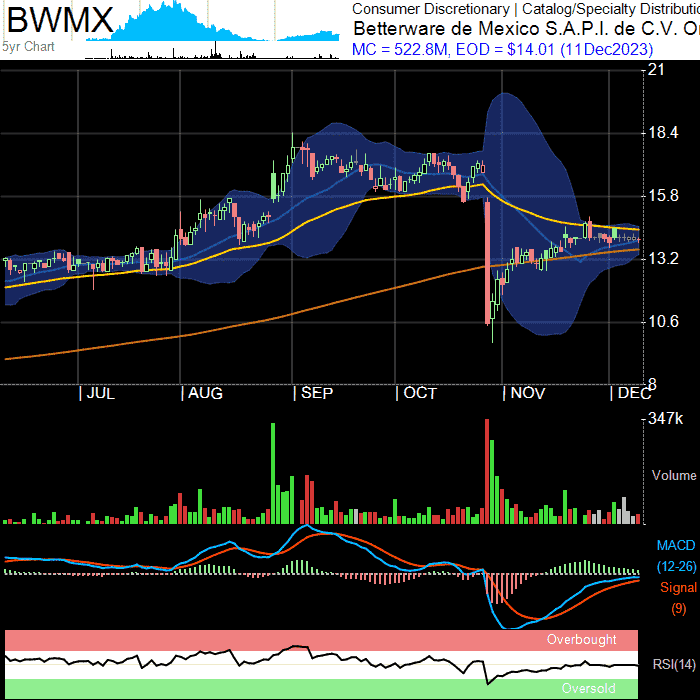 BWMX
5yr Chart
Consumer Discretionary | Catalog/Specialty Distributio
Betterware de Mexico S.A.P.I. de C.V. Or
MC = 522.8M, EOD = $14.01 (11Dec2023)
21
18.4
15.8
13.2
10.6
8
JUL AUG SEP OCT NOV DEC
347k
Volume
MACD
(12-26)
Signal
(9)
Overbought
RSI(14)
Oversold